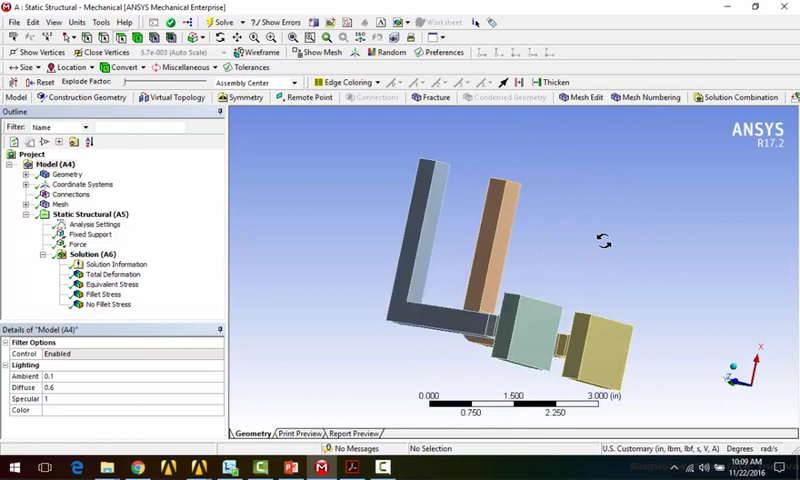 A : Static Structural - Mechanical [ANSYS Mechanical Enterprise]
File Edit View Units Tools Help Solve Show Errors Worksheet
Show Vertices Close Vertices 5.7e-003 (Auto Scale) Wireframe Show Mesh Random Preferences
Size Location Convert Miscellaneous Tolerances
Reset Explode Factor: Assembly Center Edge Coloring Thicken
Model Construction Geometry Virtual Topology Symmetry Remote Point Connections Fracture Condensed Geometry Mesh Edit Mesh Numbering Solution Combination
Outline
Filter: Name
Project
Model (A4)
Geometry
Coordinate Systems
Connections
Mesh
Static Structural (A5)
Analysis Settings
Fixed Support
Force
Solution (A6)
Solution Information
Total Deformation
Equivalent Stress
Fillet Stress
No Fillet Stress
Details of "Model (A4)"
Filter Options
Control Enabled
Lighting
Ambient 0.1
Diffuse 0.6
Specular 1
Color
ANSYS
R17.2
X
0.000 1.500 3.000 (in)
0.750 2.250
Geometry Print Preview Report Preview
No Messages No Selection U.S. Customary (in, lbm, lbf, s, V, A) Degrees rad/s
10:09 AM
11/22/2016